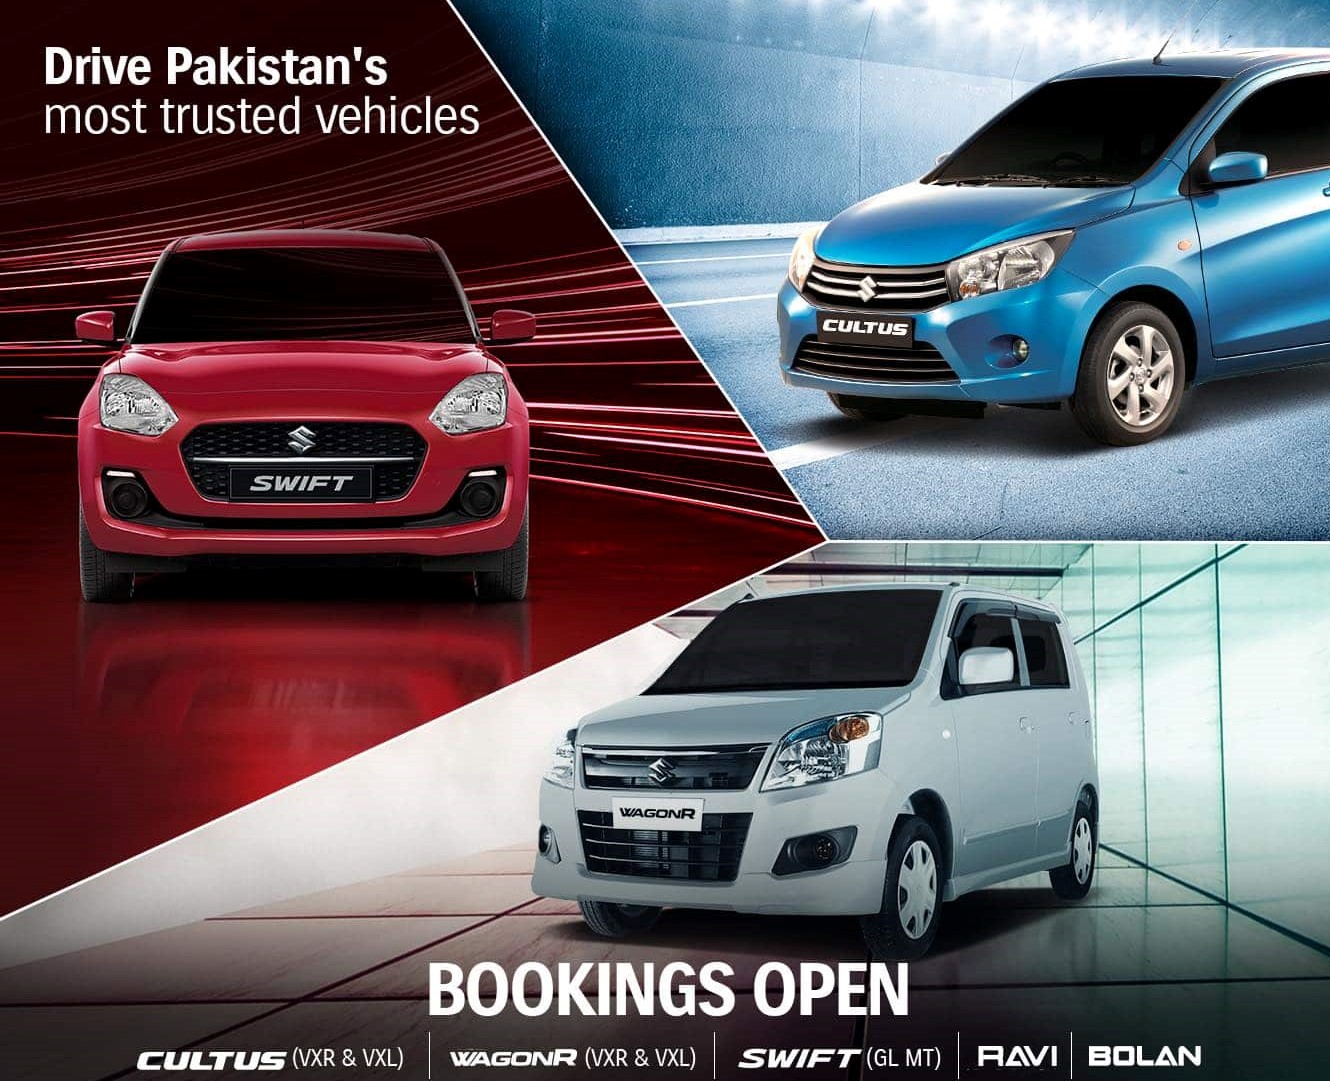 Drive Pakistan's
most trusted vehicles
CULTUS
SWIFT
WAGONR
BOOKINGS OPEN
CULTUS (VXR & VXL) WAGONR (VXR & VXL) SWIFT (GL MT) RAVI BOLAN